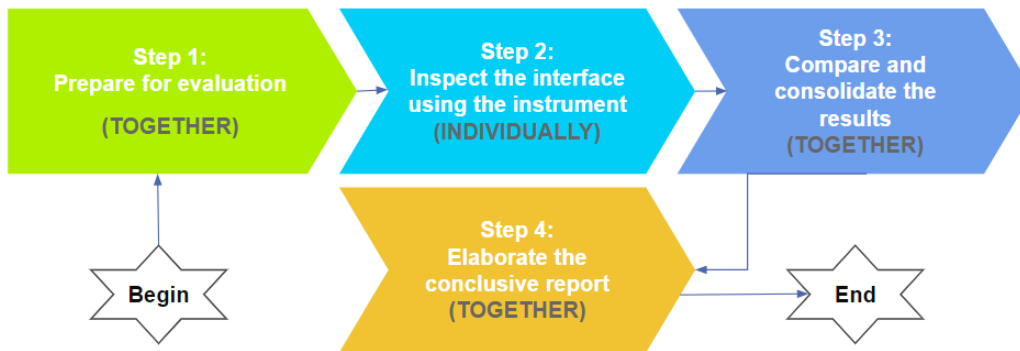 Step 1:
Prepare for evaluation
(TOGETHER)
Step 2:
Inspect the interface
using the instrument
(INDIVIDUALLY)
Step 3:
Compare and
consolidate the
results
(TOGETHER)
Step 4:
Elaborate the
conclusive report
(TOGETHER)
Begin
End